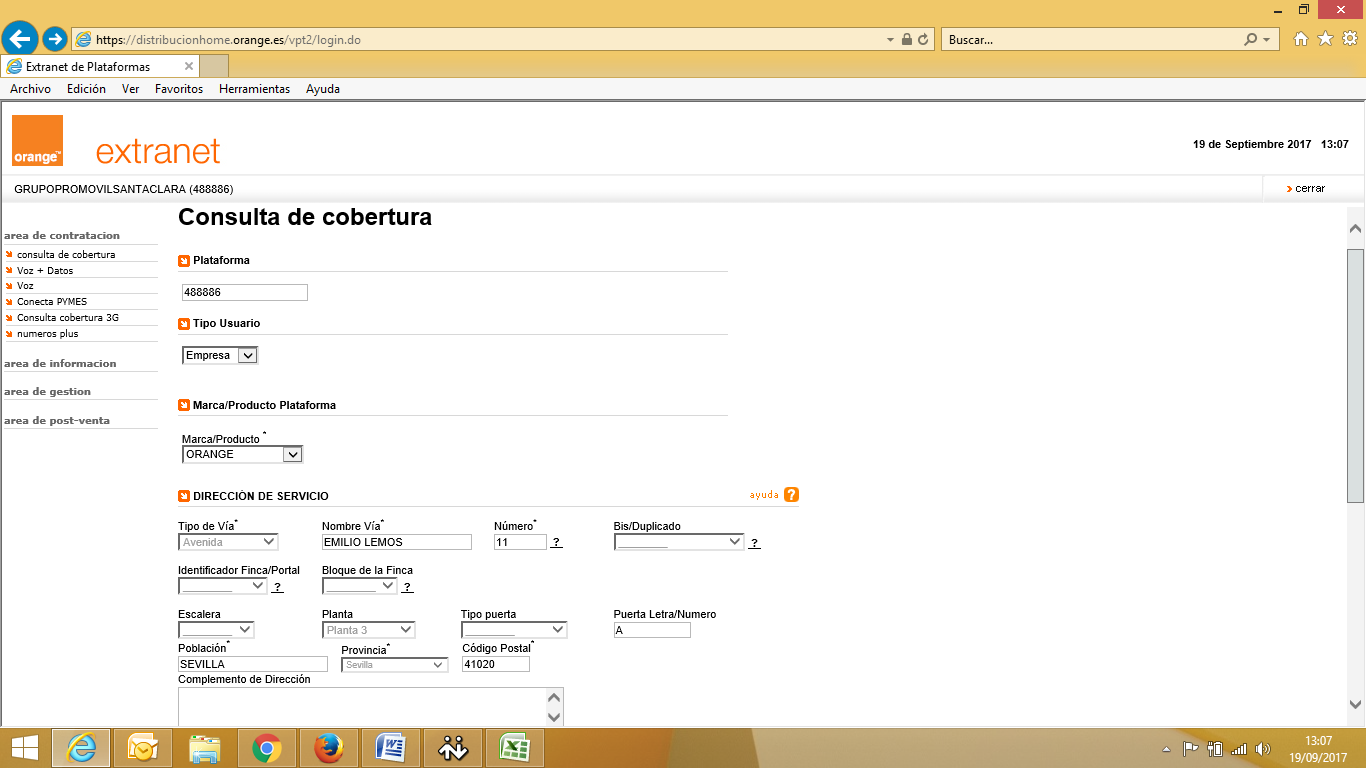 https://distribucionhome.orange.es/vpt2/login.do
Buscar...
Extranet de Plataformas
Archivo Edición Ver Favoritos Herramientas Ayuda
orange™
extranet
19 de Septiembre 2017 13:07
GRUPOPROMOVILSANTACLARA (488886)
cerrar
area de contratacion
consulta de cobertura
Voz + Datos
Voz
Conecta PYMES
Consulta cobertura 3G
numeros plus
area de informacion
area de gestion
area de post-venta
Consulta de cobertura
Plataforma
488886
Tipo Usuario
Empresa
Marca/Producto Plataforma
Marca/Producto *
ORANGE
DIRECCIÓN DE SERVICIO
ayuda ?
Tipo de Vía* Nombre Vía* Número* Bis/Duplicado
Avenida EMILIO LEMOS 11 ? ________ ?
Identificador Finca/Portal Bloque de la Finca
________ ? ________ ?
Escalera Planta Tipo puerta Puerta Letra/Numero
________ Planta 3 ________ A
Población* Provincia* Código Postal*
SEVILLA Sevilla 41020
Complemento de Dirección
13:07
19/09/2017